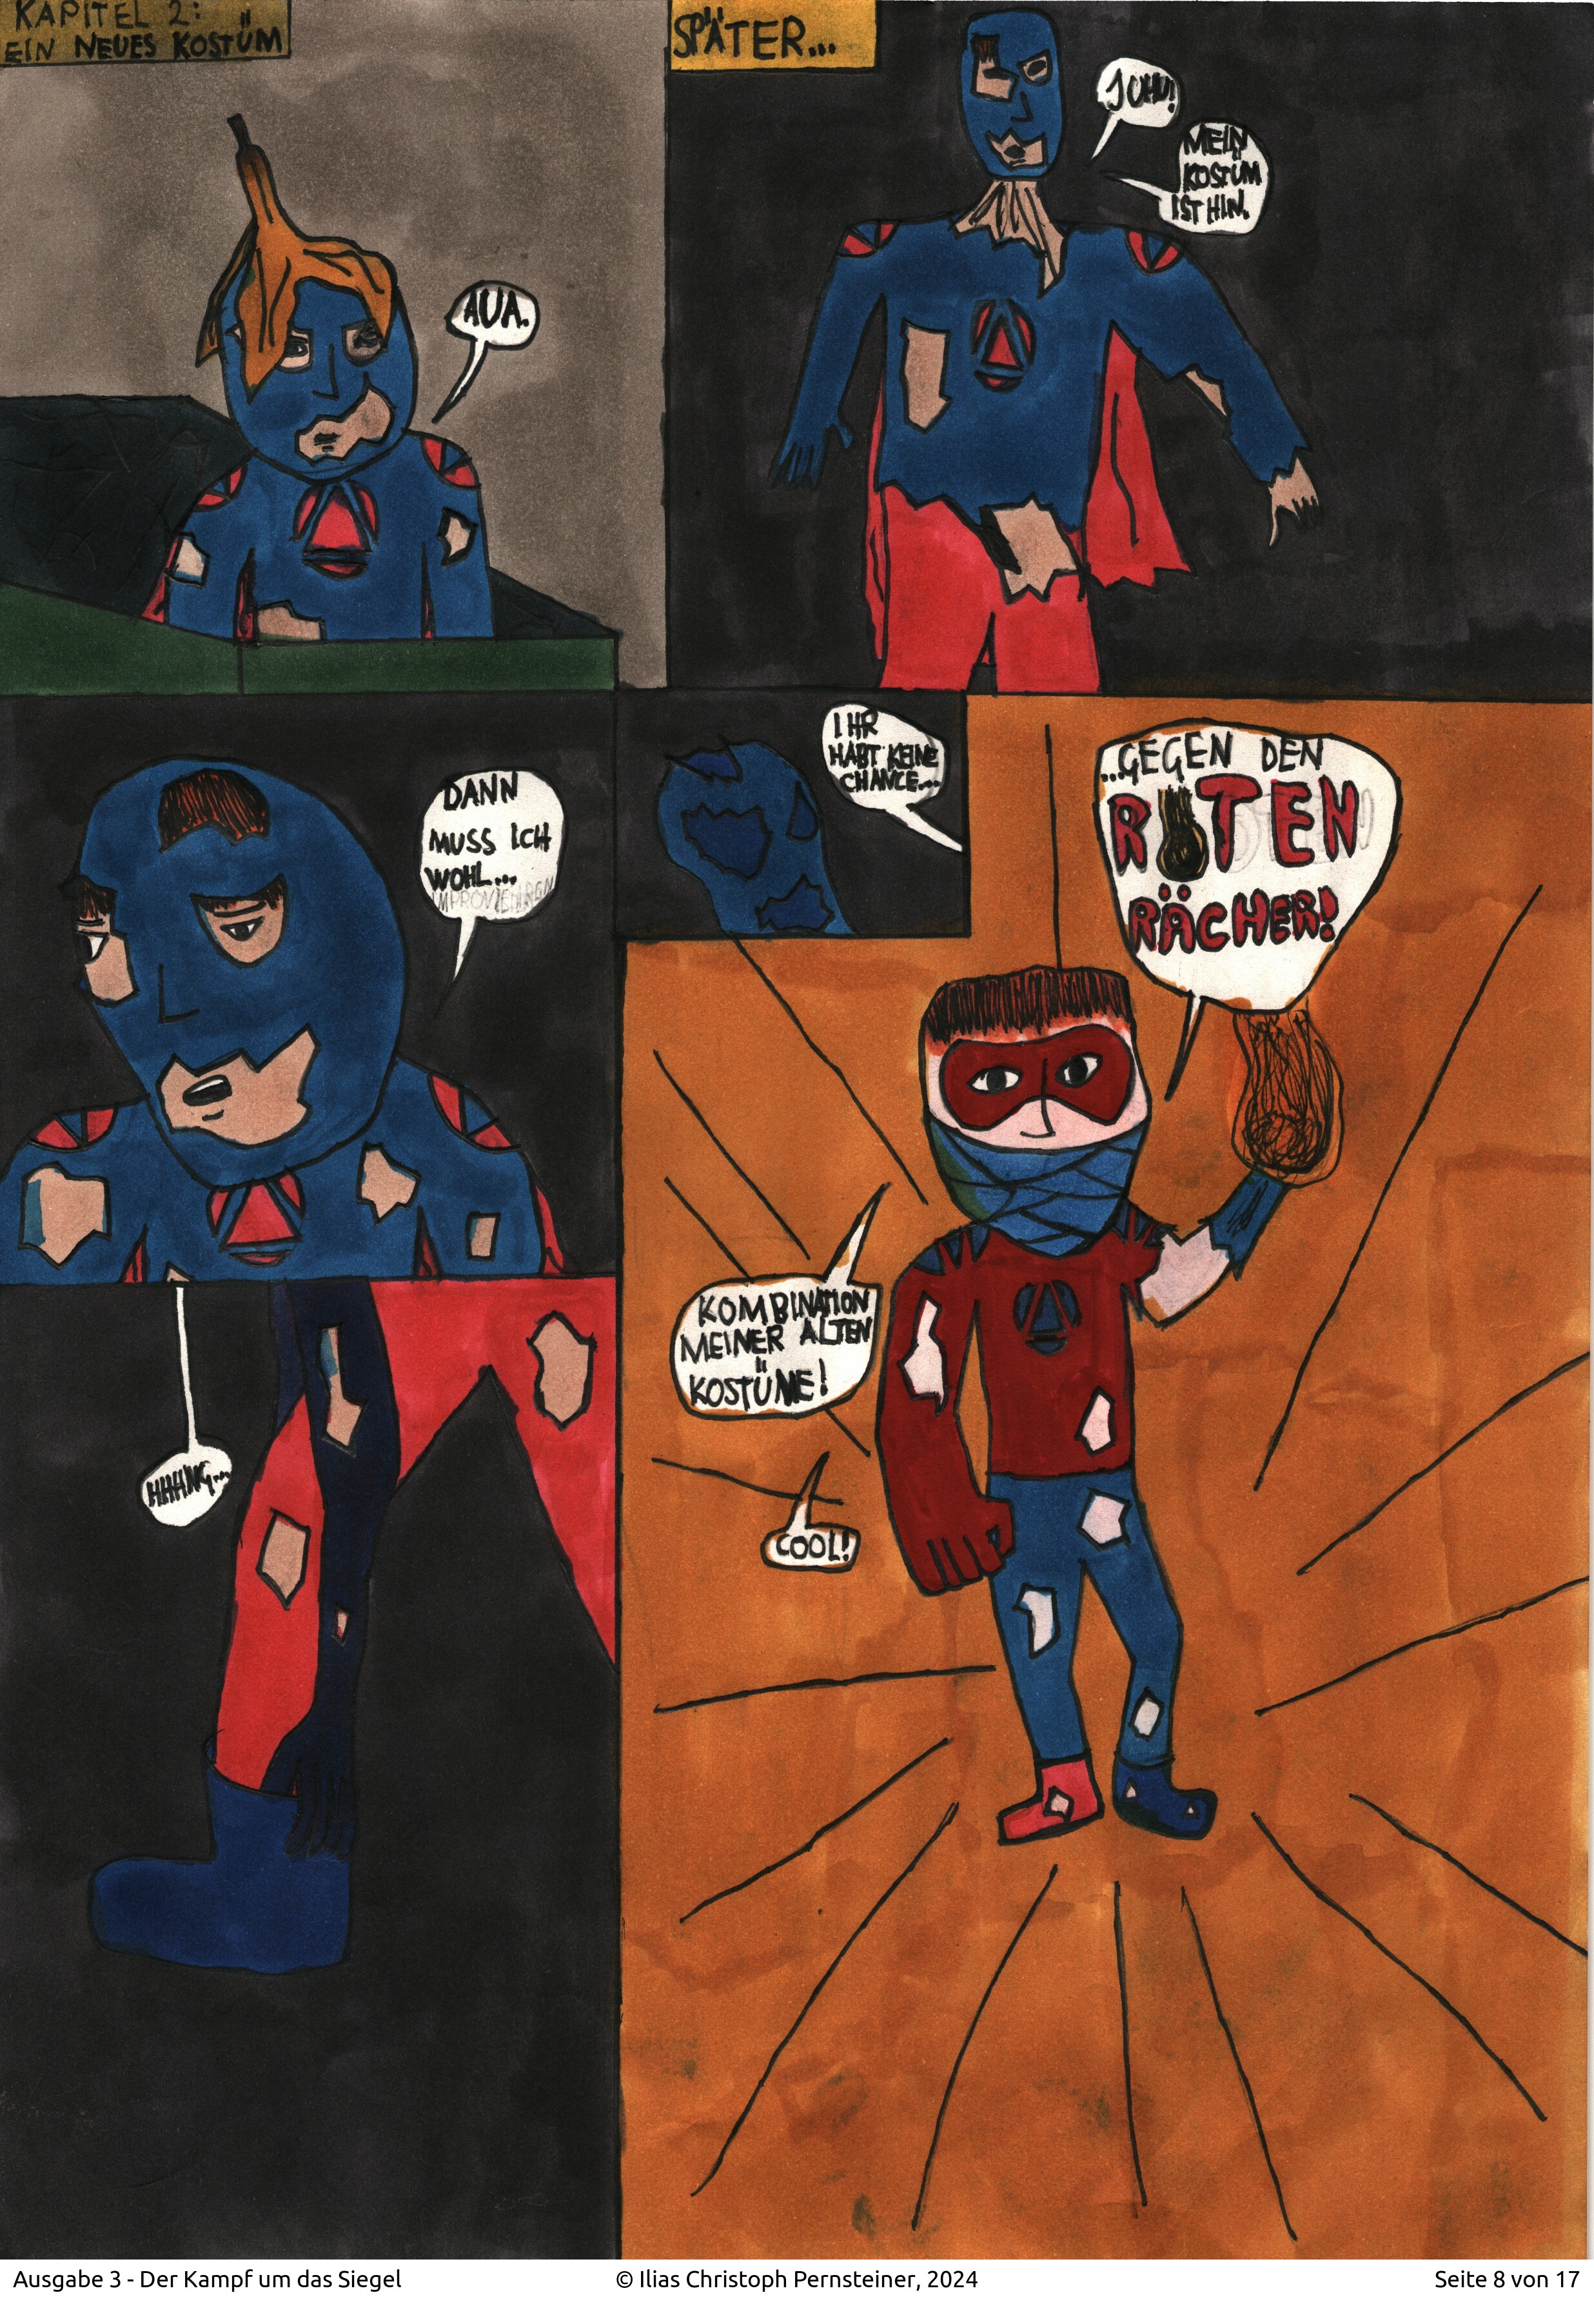 KAPITEL 2:
EIN NEUES KOSTÜM
AUA.
SPÄTER...
JUHU!
MEIN
KOSTÜM
IST HIN.
DANN
MUSS ICH
WOHL...
IHR
HABT KEINE
CHANCE...
...GEGEN DEN
ROTEN
RÄCHER!
HHHNG...
KOMBINATION
MEINER ALTEN
KOSTÜME!
COOL!
Ausgabe 3 - Der Kampf um das Siegel
© Ilias Christoph Pernsteiner, 2024
Seite 8 von 17